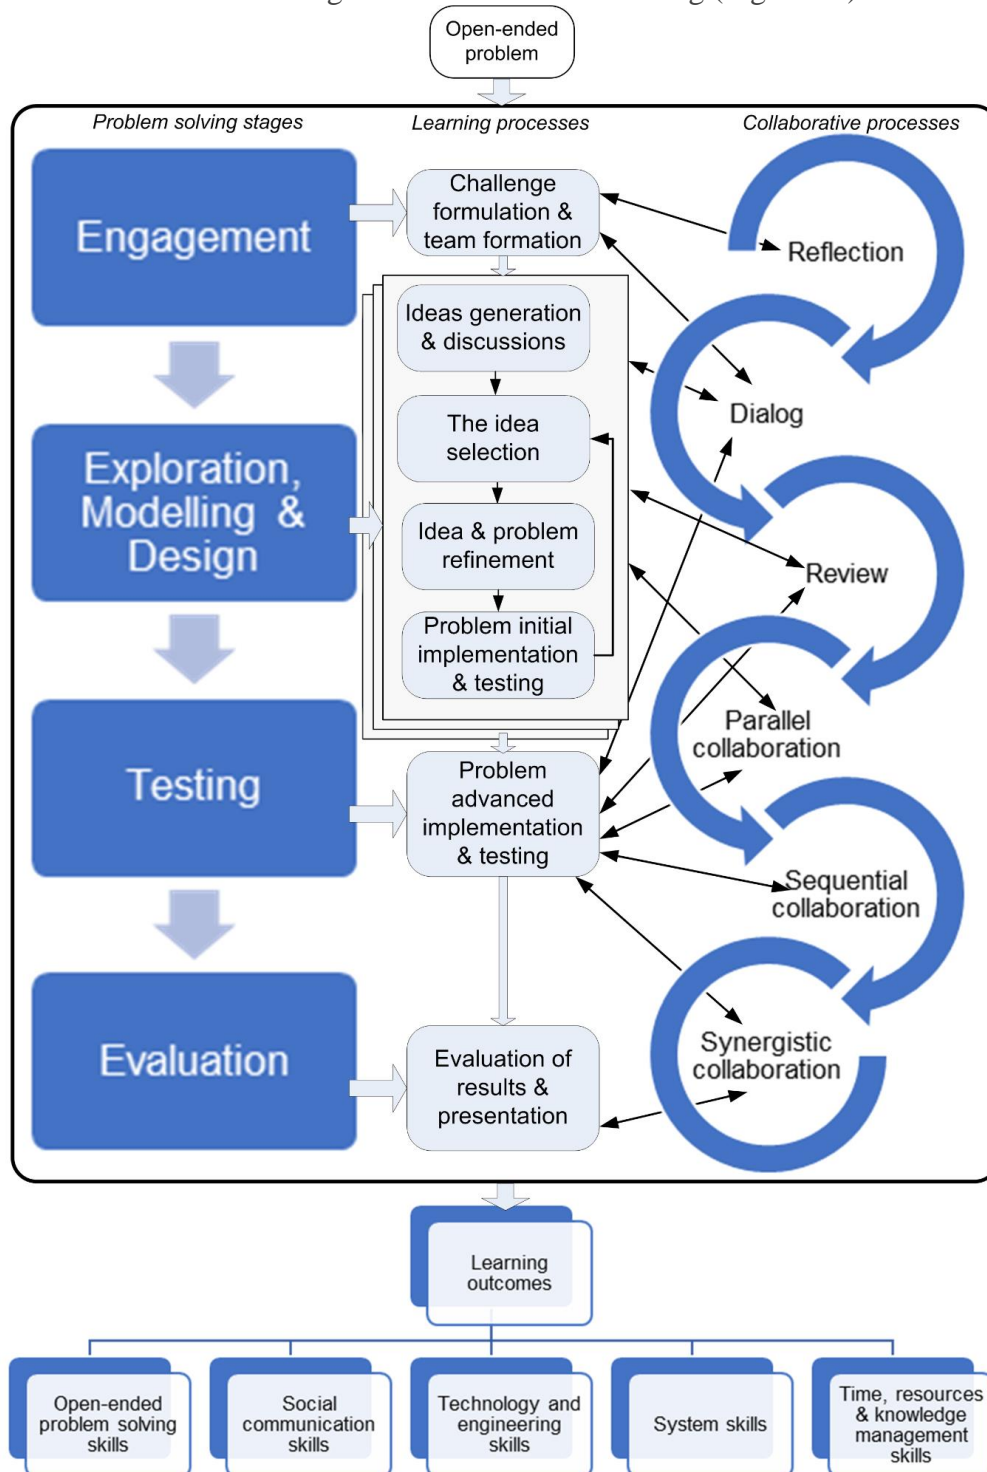 Open-ended
problem
Problem solving stages
Learning processes
Collaborative processes
Engagement
Challenge
formulation &
team formation
Reflection
Ideas generation
& discussions
Dialog
The idea
selection
Exploration,
Modelling &
Design
Idea & problem
refinement
Review
Problem initial
implementation
& testing
Parallel
collaboration
Testing
Problem
advanced
implementation
& testing
Sequential
collaboration
Evaluation
Evaluation of
results &
presentation
Synergistic
collaboration
Learning
outcomes
Open-ended
problem solving
skills
Social
communication
skills
Technology and
engineering
skills
System skills
Time, resources
& knowledge
management
skills